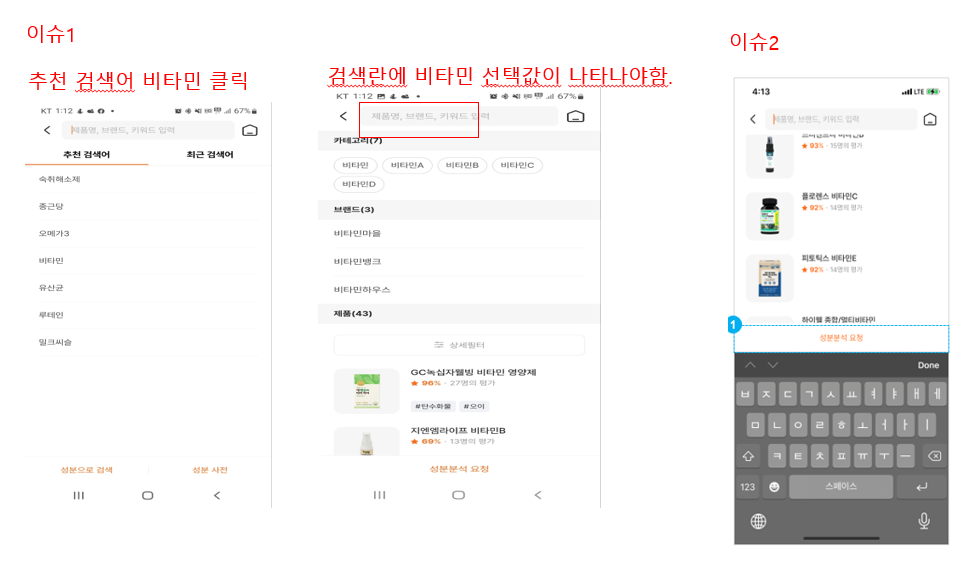 이슈1
추천 검색어 비타민 클릭
KT 1:12
67%
제품명, 브랜드, 키워드 입력
추천 검색어
최근 검색어
숙취해소제
종근당
오메가3
비타민
유산균
루테인
밀크씨슬
성분으로 검색
성분 사전
검색란에 비타민 선택값이 나타나야함.
KT 1:12
67%
제품명, 브랜드, 키워드 입력
카테고리(7)
비타민
비타민A
비타민B
비타민C
비타민D
브랜드(3)
비타민마을
비타민뱅크
비타민하우스
제품(43)
상세필터
GC녹십자웰빙 비타민 영양제
★ 96% · 27명의 평가
#탄수화물
#오이
지엔엠라이프 비타민B
★ 69% · 13명의 평가
성분분석 요청
이슈2
4:13
LTE
제품명, 브랜드, 키워드 입력
★ 93% · 15명의 평가
플로렌스 비타민C
★ 92% · 14명의 평가
피토틱스 비타민E
★ 92% · 14명의 평가
하이웰 종합/멀티비타민
1
성분분석 요청
Done
ㅂ ㅈ ㄷ ㄱ ㅅ ㅛ ㅕ ㅑ ㅐ ㅔ
ㅁ ㄴ ㅇ ㄹ ㅎ ㅗ ㅓ ㅏ ㅣ
ㅋ ㅌ ㅊ ㅍ ㅠ ㅜ ㅡ
123
스페이스